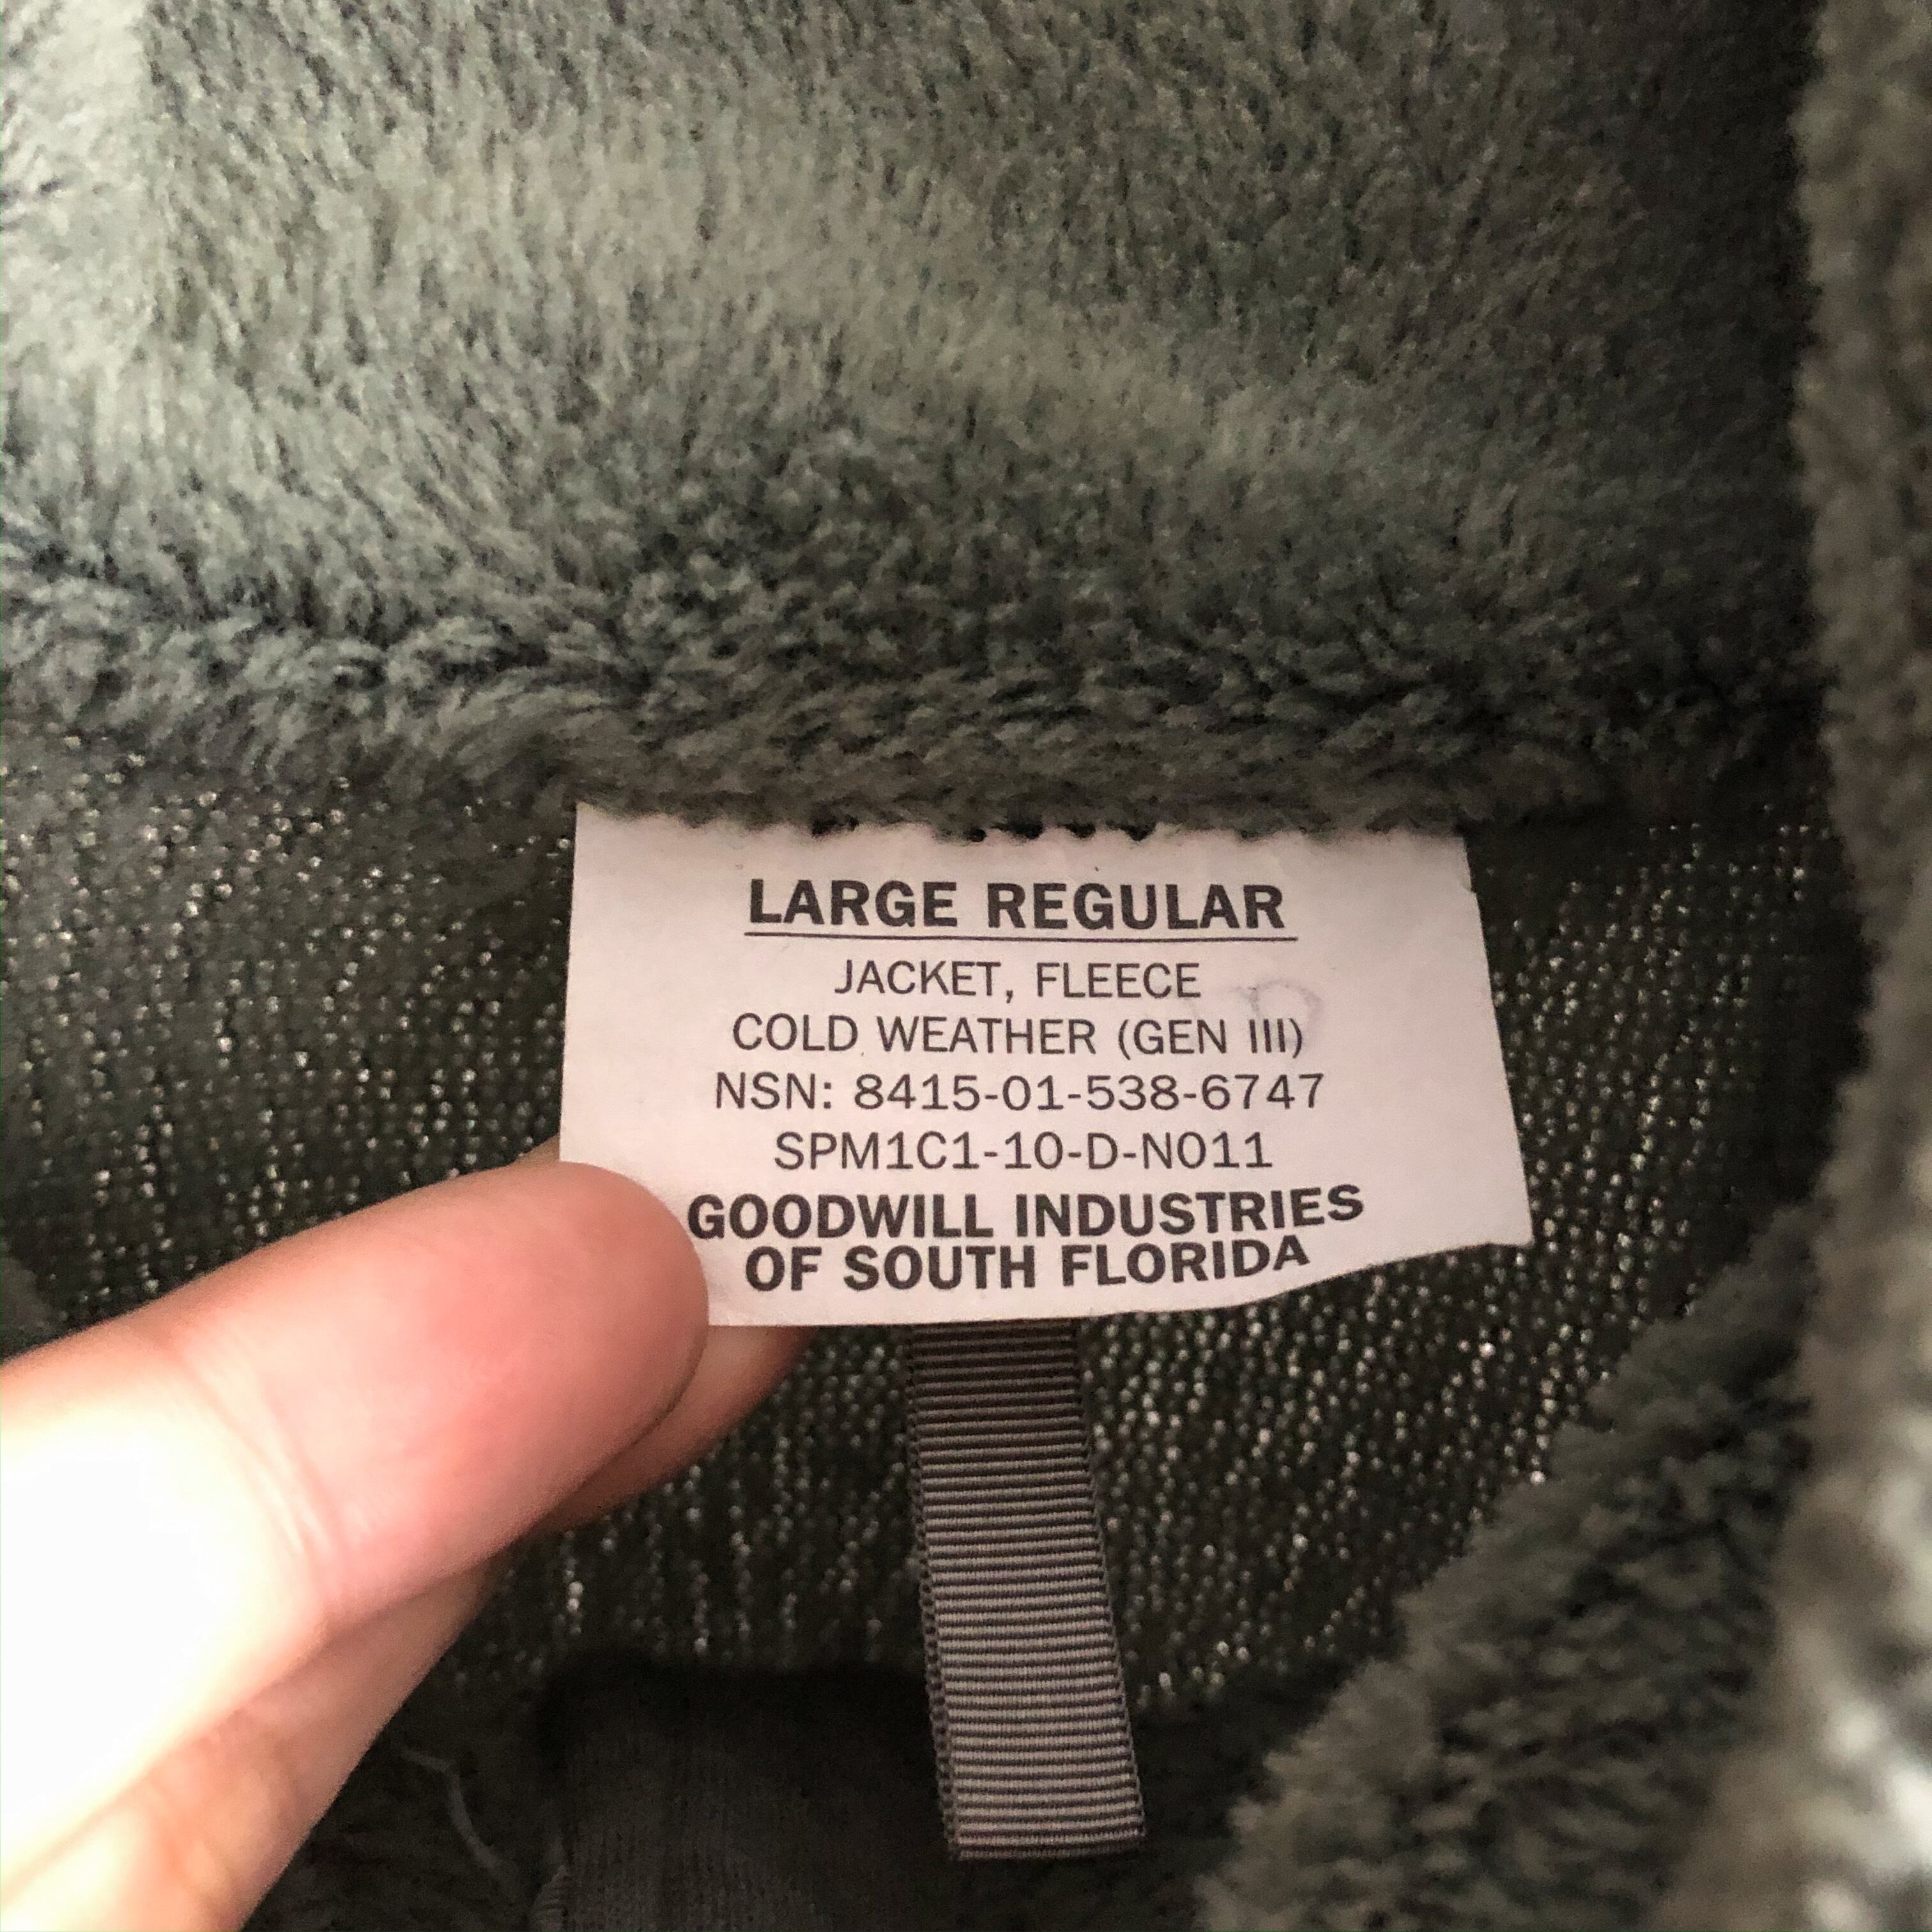 LARGE REGULAR
JACKET, FLEECE
COLD WEATHER (GEN III)
NSN: 8415-01-538-6747
SPM1C1-10-D-N011
GOODWILL INDUSTRIES
OF SOUTH FLORIDA